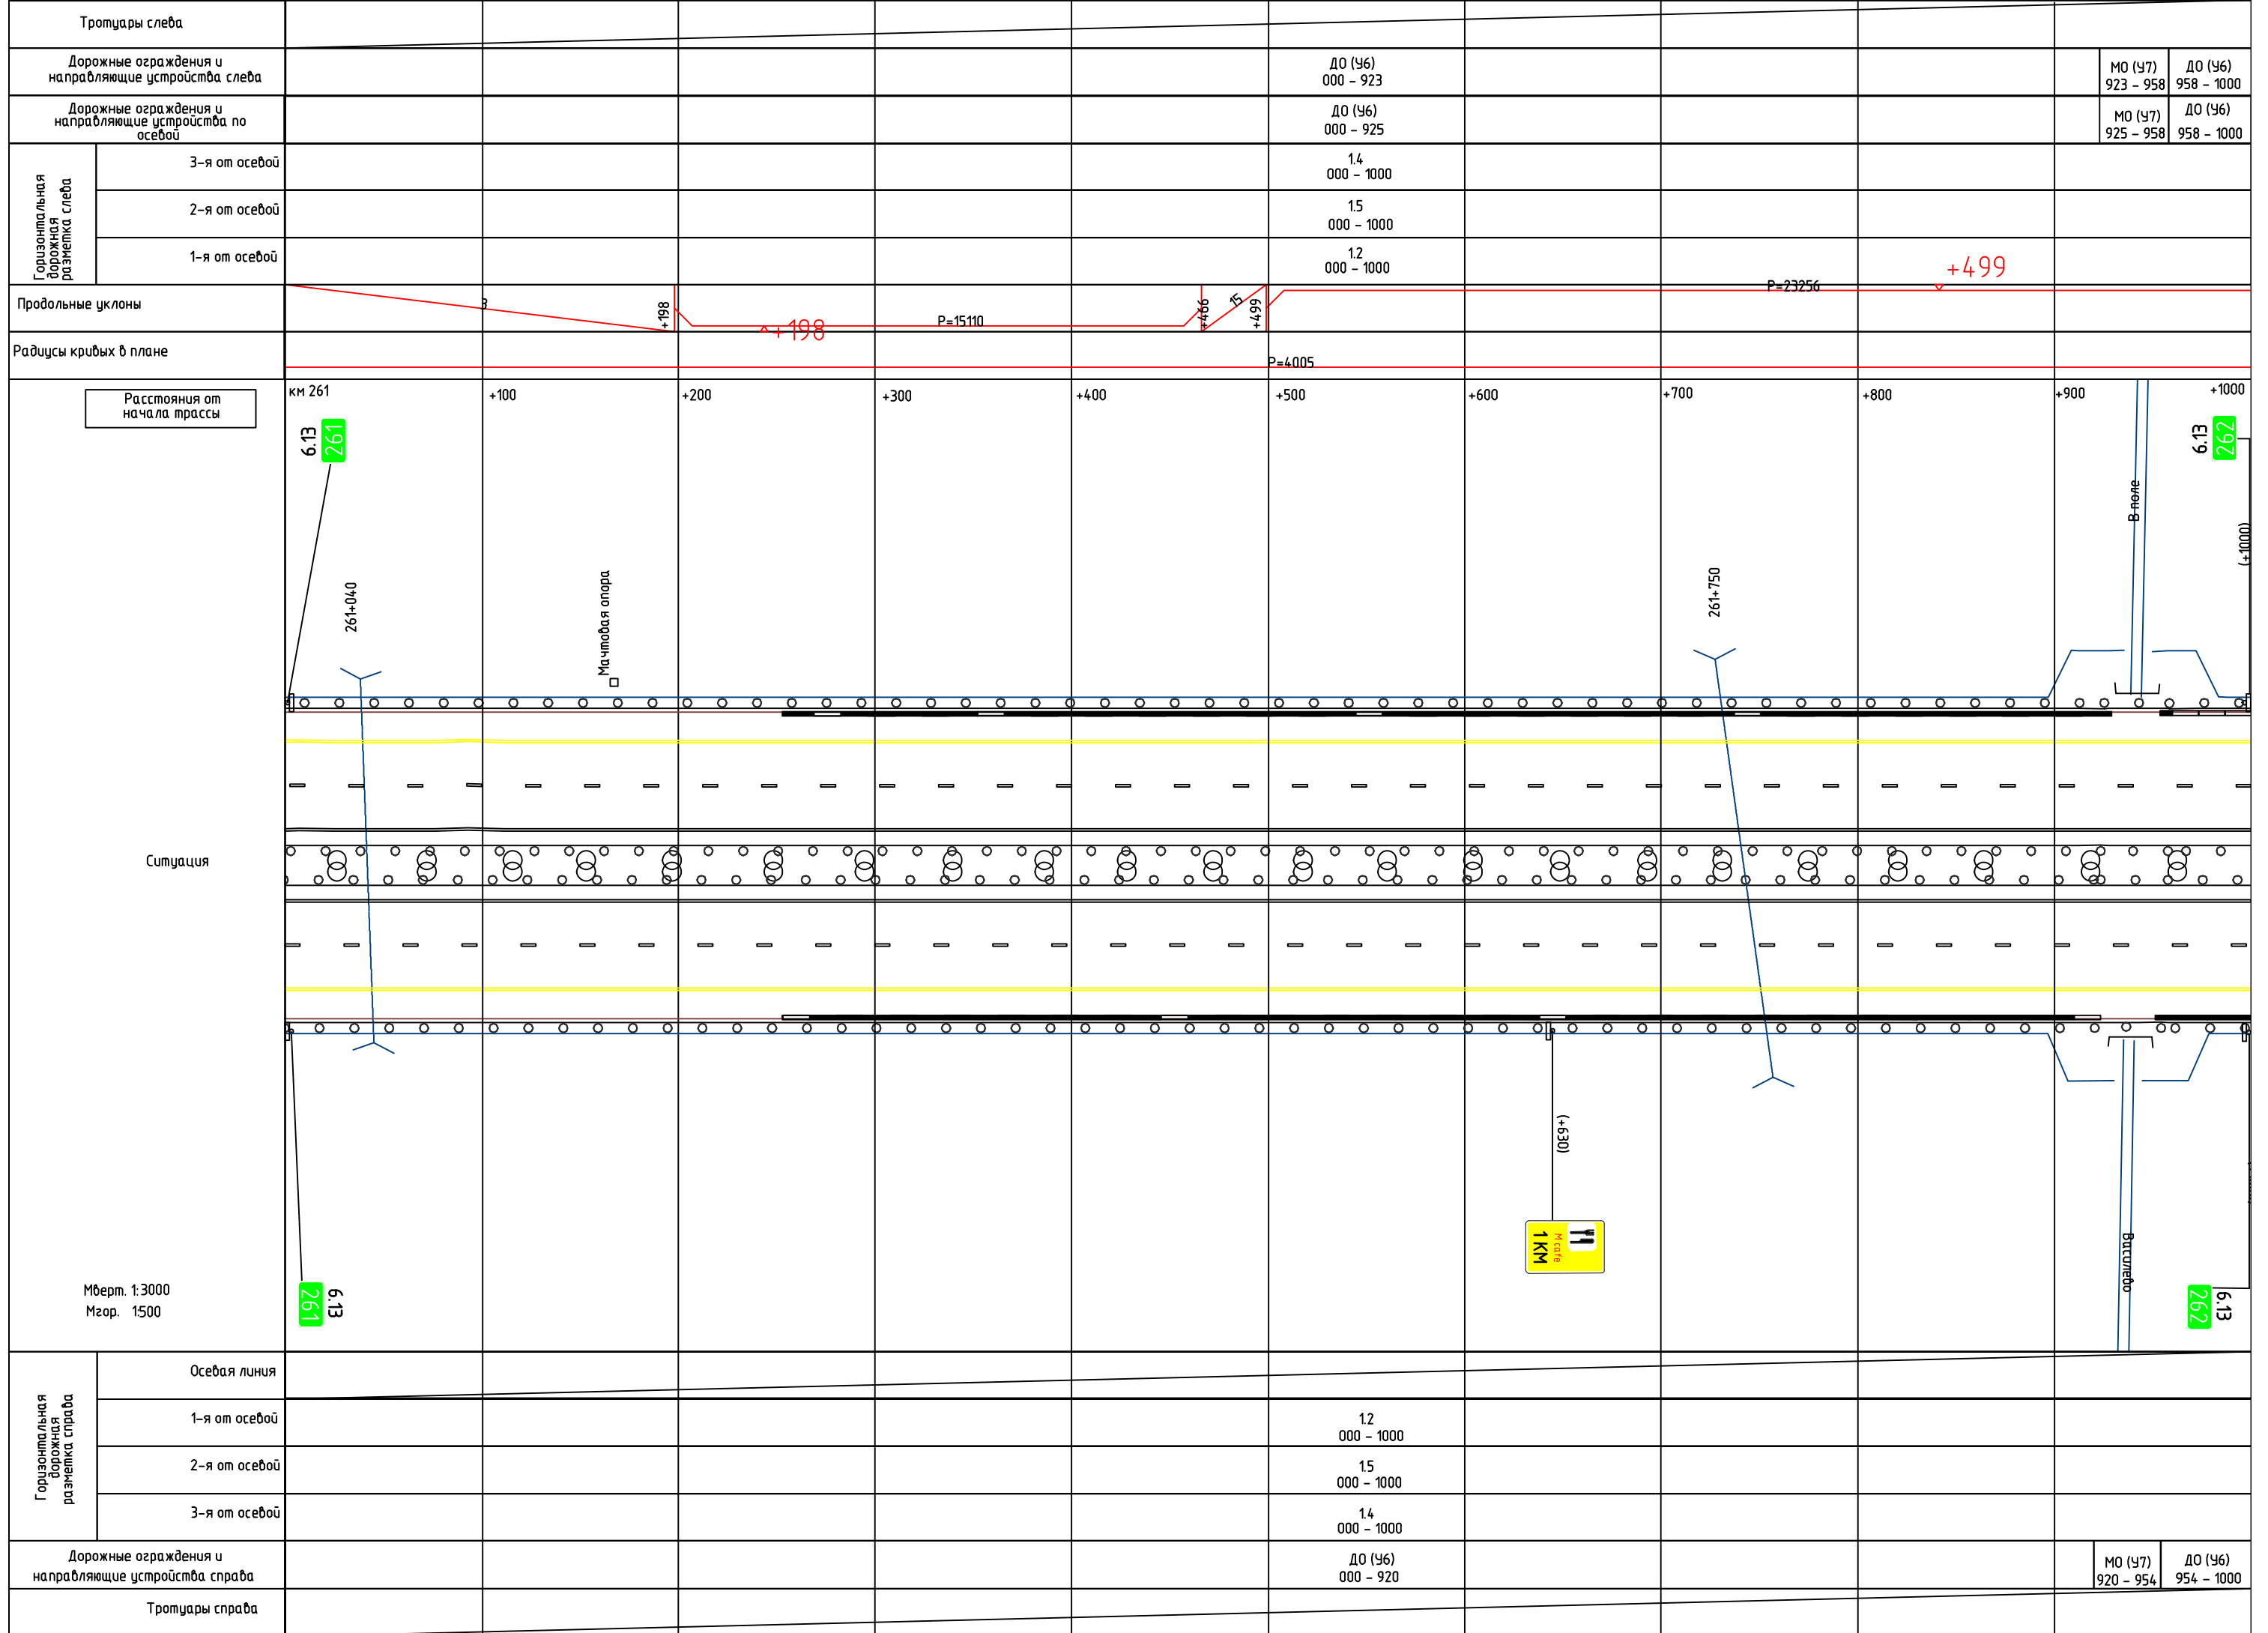 Тротуары слева
Дорожные ограждения и
направляющие устройства слева
ДО (У6)
000 - 923
МО (У7)
923 - 958
ДО (У6)
958 - 1000
Дорожные ограждения и
направляющие устройства по
осевой
ДО (У6)
000 - 925
МО (У7)
925 - 958
ДО (У6)
958 - 1000
Горизонтальная
дорожная
разметка слева
3-я от осевой
1.4
000 - 1000
2-я от осевой
1.5
000 - 1000
1-я от осевой
1.2
000 - 1000
+499
Продольные уклоны
+198
+198
Р=15110
+466
15
+499
Р=23256
Радиусы кривых в плане
Р=4005
Расстояния от
начала трассы
км 261
+100
+200
+300
+400
+500
+600
+700
+800
+900
+1000
6.13
261
261+040
Мачтовая опора
261+750
В поле
6.13
262
(+1000)
Ситуация
(+630)
M cafe
1 KM
Василево
261
6.13
262
6.13
Мверт. 1:3000
Мгор. 1:500
Горизонтальная
дорожная
разметка справа
Осевая линия
1-я от осевой
1.2
000 - 1000
2-я от осевой
1.5
000 - 1000
3-я от осевой
1.4
000 - 1000
Дорожные ограждения и
направляющие устройства справа
ДО (У6)
000 - 920
МО (У7)
920 - 954
ДО (У6)
954 - 1000
Тротуары справа